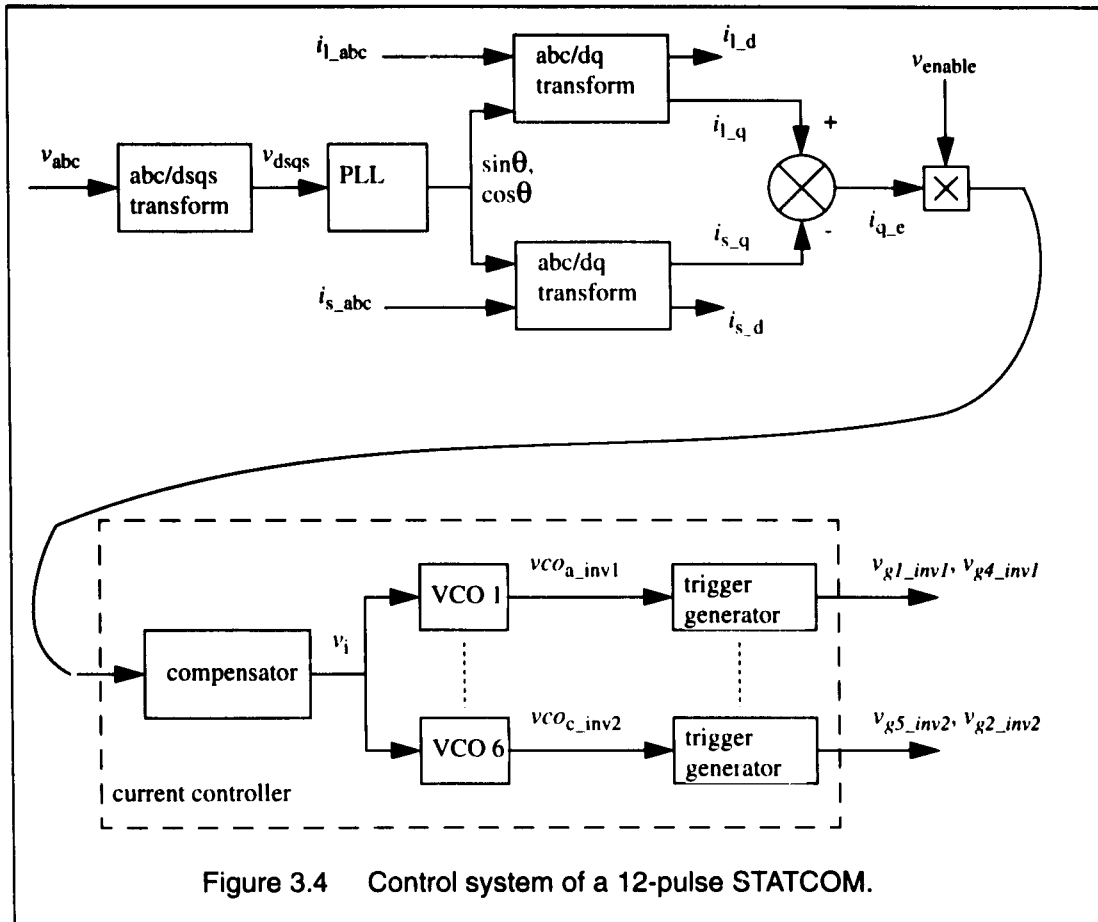 i_l_abc
abc/dq
transform
i_l_d
v_enable
i_l_q
+
v_abc
abc/dsqs
transform
v_dsqs
PLL
sinθ,
cosθ
i_q_e
-
i_s_q
abc/dq
transform
i_s_abc
i_s_d
compensator
v_i
VCO 1
vco_a_inv1
trigger
generator
v_g1_inv1, v_g4_inv1
VCO 6
vco_c_inv2
trigger
generator
v_g5_inv2, v_g2_inv2
current controller
Figure 3.4 Control system of a 12-pulse STATCOM.